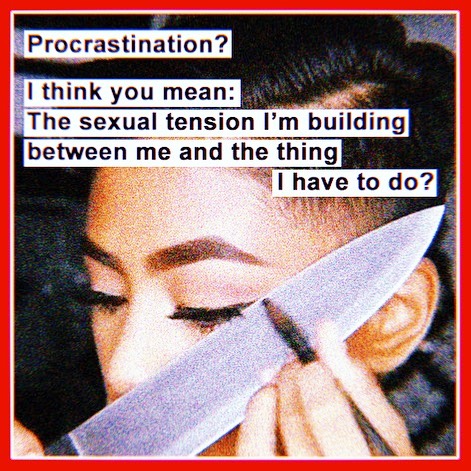 Procrastination?
I think you mean:
The sexual tension I'm building
between me and the thing
I have to do?